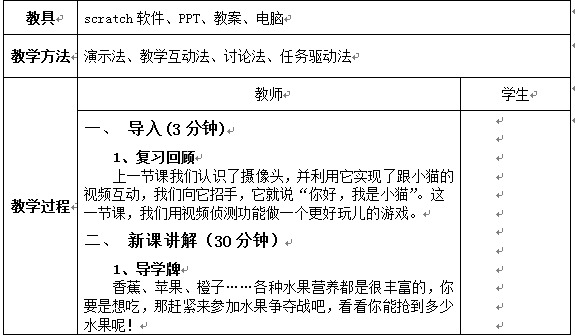 教具 scratch 软件、PPT、教案、电脑
教学方法 演示法、教学互动法、讨论法、任务驱动法
教师 学生
教学过程
一、 导入(3 分钟)
1、复习回顾
上一节课我们认识了摄像头，并利用它实现了跟小猫的
视频互动，我们向它招手，它就说“你好，我是小猫”。这
一节课，我们用视频侦测功能做一个更好玩儿的游戏。
二、 新课讲解（30 分钟）
1、导学牌
香蕉、苹果、橙子……各种水果营养都是很丰富的，你
要是想吃，那赶紧来参加水果争夺战吧，看看你能抢到多少
水果呢！